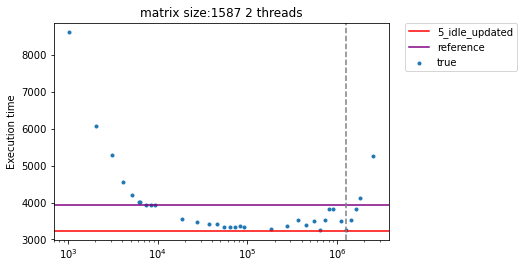 matrix size:1587 2 threads
5_idle_updated
reference
true
Execution time
8000
7000
6000
5000
4000
3000
10³
10⁴
10⁵
10⁶